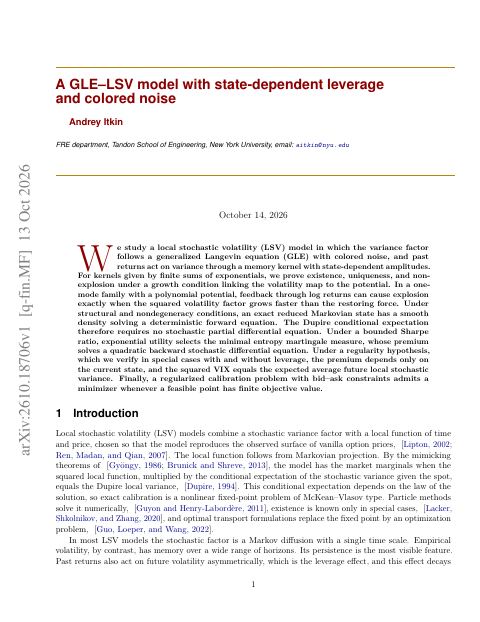 A GLE–LSV model with state-dependent leverage
and colored noise
Andrey Itkin
FRE department, Tandon School of Engineering, New York University, email: aitkin@nyu.edu
October 14, 2026
We study a local stochastic volatility (LSV) model in which the variance factor
follows a generalized Langevin equation (GLE) with colored noise, and past
returns act on variance through a memory kernel with state-dependent amplitudes.
For kernels given by finite sums of exponentials, we prove existence, uniqueness, and non-
explosion under a growth condition linking the volatility map to the potential. In a one-
mode family with a polynomial potential, feedback through log returns can cause explosion
exactly when the squared volatility factor grows faster than the restoring force. Under
structural and nondegeneracy conditions, an exact reduced Markovian state has a smooth
density solving a deterministic forward equation. The Dupire conditional expectation
therefore requires no stochastic partial differential equation. Under a bounded Sharpe
ratio, exponential utility selects the minimal entropy martingale measure, whose premium
solves a quadratic backward stochastic differential equation. Under a regularity hypothesis,
which we verify in special cases with and without leverage, the premium depends only on
the current state, and the squared VIX equals the expected average future local stochastic
variance. Finally, a regularized calibration problem with bid–ask constraints admits a
minimizer whenever a feasible point has finite objective value.
1 Introduction
Local stochastic volatility (LSV) models combine a stochastic variance factor with a local function of time
and price, chosen so that the model reproduces the observed surface of vanilla option prices, [Lipton, 2002;
Ren, Madan, and Qian, 2007]. The local function follows from Markovian projection. By the mimicking
theorems of [Gyöngy, 1986; Brunick and Shreve, 2013], the model has the market marginals when the
squared local function, multiplied by the conditional expectation of the stochastic variance given the spot,
equals the Dupire local variance, [Dupire, 1994]. This conditional expectation depends on the law of the
solution, so exact calibration is a nonlinear fixed-point problem of McKean–Vlasov type. Particle methods
solve it numerically, [Guyon and Henry-Labordère, 2011], existence is known only in special cases, [Lacker,
Shkolnikov, and Zhang, 2020], and optimal transport formulations replace the fixed point by an optimization
problem, [Guo, Loeper, and Wang, 2022].
In most LSV models the stochastic factor is a Markov diffusion with a single time scale. Empirical
volatility, by contrast, has memory over a wide range of horizons. Its persistence is the most visible feature.
Past returns also act on future volatility asymmetrically, which is the leverage effect, and this effect decays
1
arXiv:2610.18706v1 [q-fin.MF] 13 Oct 2026